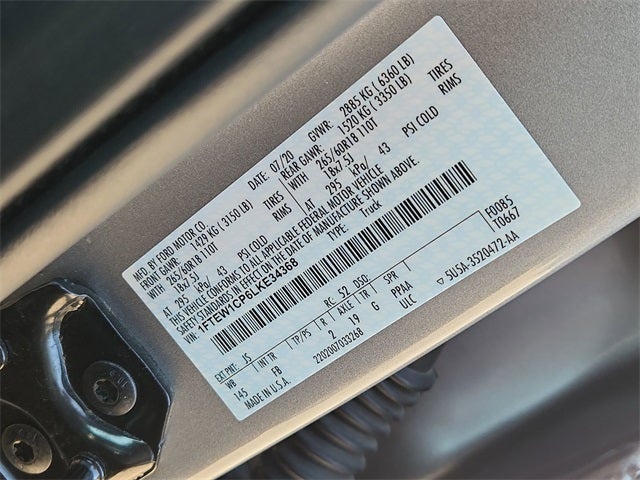 MFD. BY FORD MOTOR CO.
DATE: 07/20 GVWR: 2885 KG ( 6360 LB)
FRONT GAWR: 1429 KG ( 3150 LB) REAR GAWR: 1520 KG ( 3350 LB)
WITH 265/60R18 110T TIRES WITH 265/60R18 110T TIRES
18x7.5J RIMS 18x7.5J RIMS
AT 295 kPa/ 43 PSI COLD AT 295 kPa/ 43 PSI COLD
THIS VEHICLE CONFORMS TO ALL APPLICABLE FEDERAL MOTOR VEHICLE
SAFETY STANDARD IN EFFECT ON THE DATE OF MANUFACTURE SHOWN ABOVE.
VIN: 1FTEW1CP6LKE34368
TYPE: Truck
F0085
T0667
EXT PNT: JS RC: 52 DSO:
WB INT TR TP/PS R AXLE TR SPR
145 FB 2 19 G PPAA
MADE IN U.S.A. 2202007033268 ULC
5U5A-3520472-AA